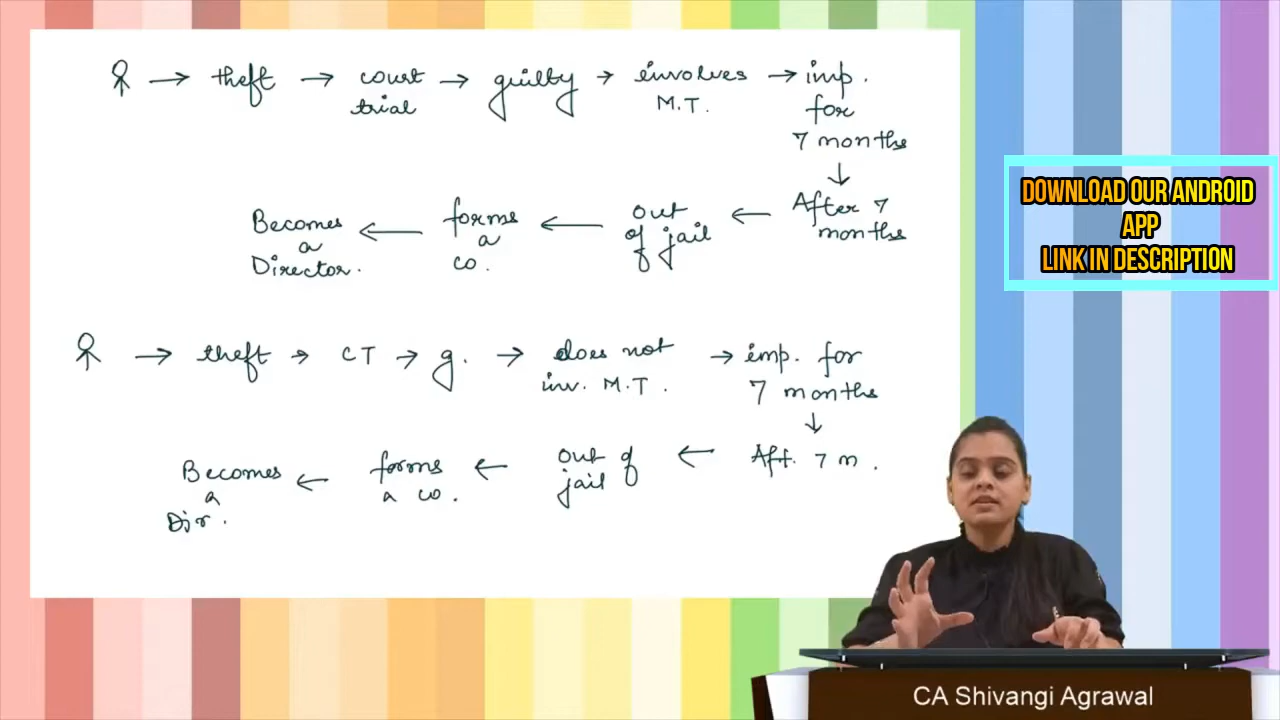 theft → court trial → guilty → involves M.T. → imp. for 7 months
↓
After 7 months → out of jail → forms a co. → Becomes a Director.
→ theft → CT → g. → does not inv. M.T. → imp. for 7 months
↓
Aft. 7 m. ← out of jail ← forms a co. ← Becomes a Dir.
DOWNLOAD OUR ANDROID
APP
LINK IN DESCRIPTION
CA Shivangi Agrawal